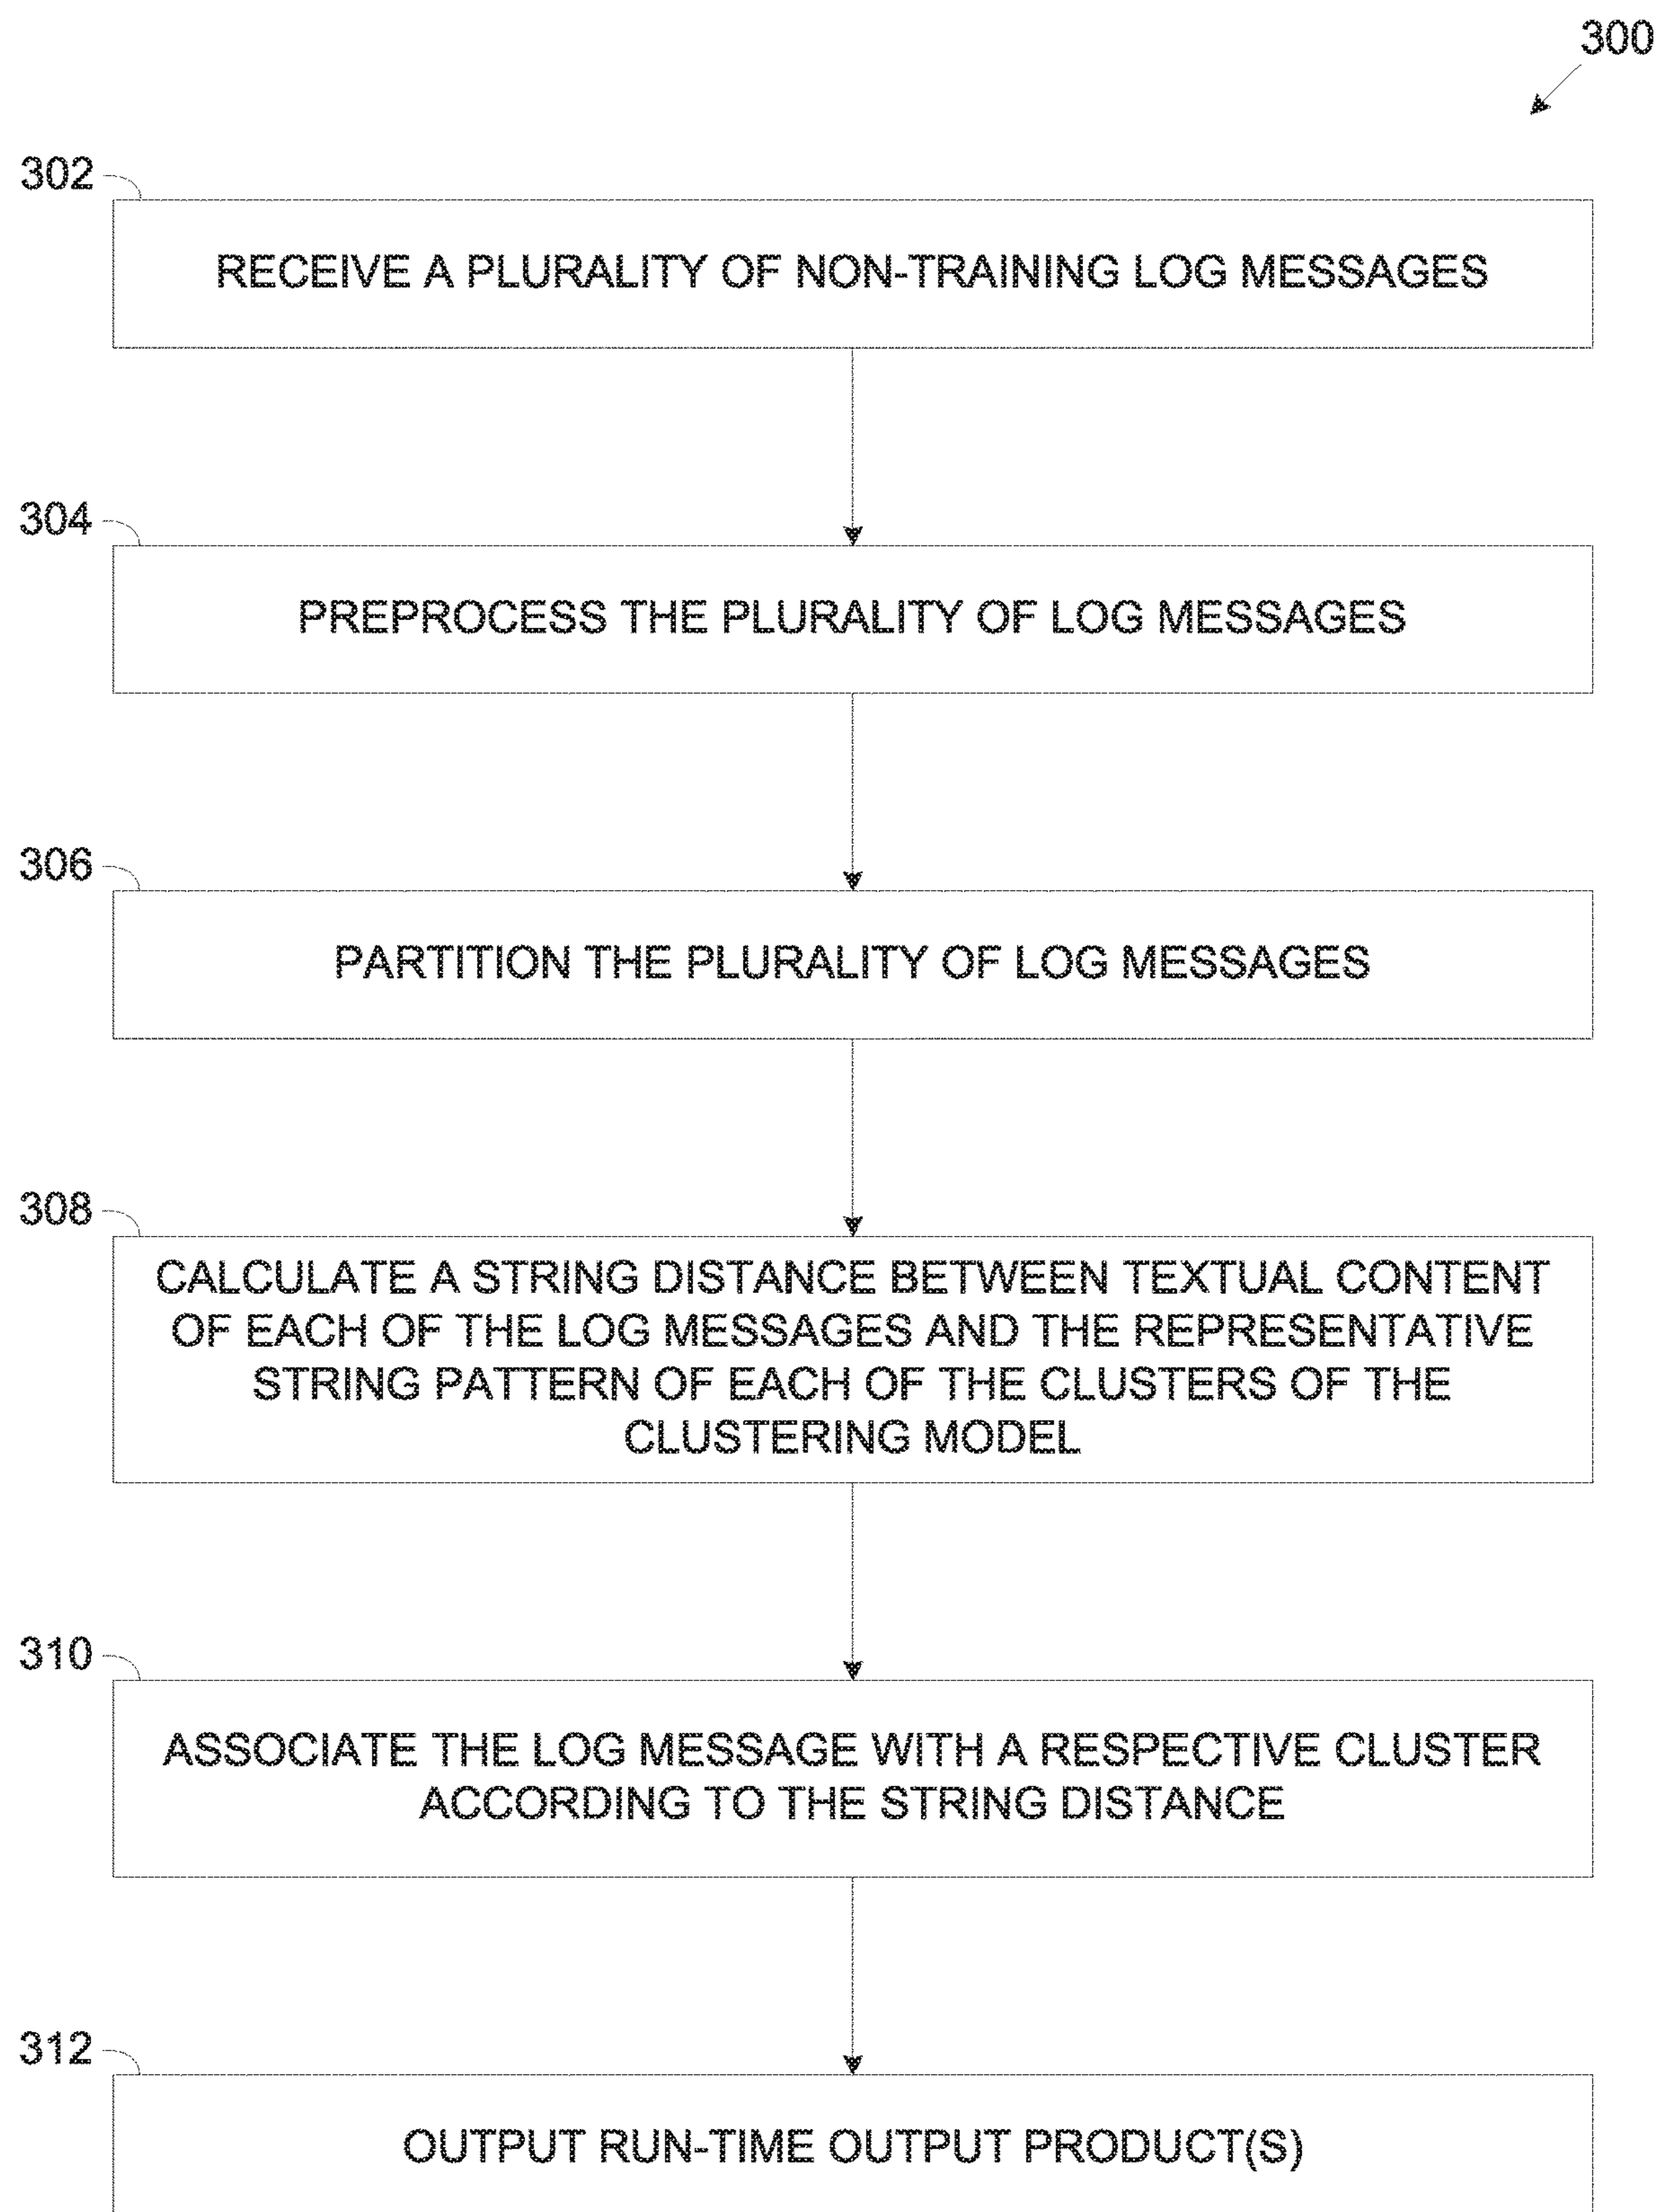 300
302
RECEIVE A PLURALITY OF NON-TRAINING LOG MESSAGES
304
PREPROCESS THE PLURALITY OF LOG MESSAGES
306
PARTITION THE PLURALITY OF LOG MESSAGES
308
CALCULATE A STRING DISTANCE BETWEEN TEXTUAL CONTENT
OF EACH OF THE LOG MESSAGES AND THE REPRESENTATIVE
STRING PATTERN OF EACH OF THE CLUSTERS OF THE
CLUSTERING MODEL
310
ASSOCIATE THE LOG MESSAGE WITH A RESPECTIVE CLUSTER
ACCORDING TO THE STRING DISTANCE
312
OUTPUT RUN-TIME OUTPUT PRODUCT(S)